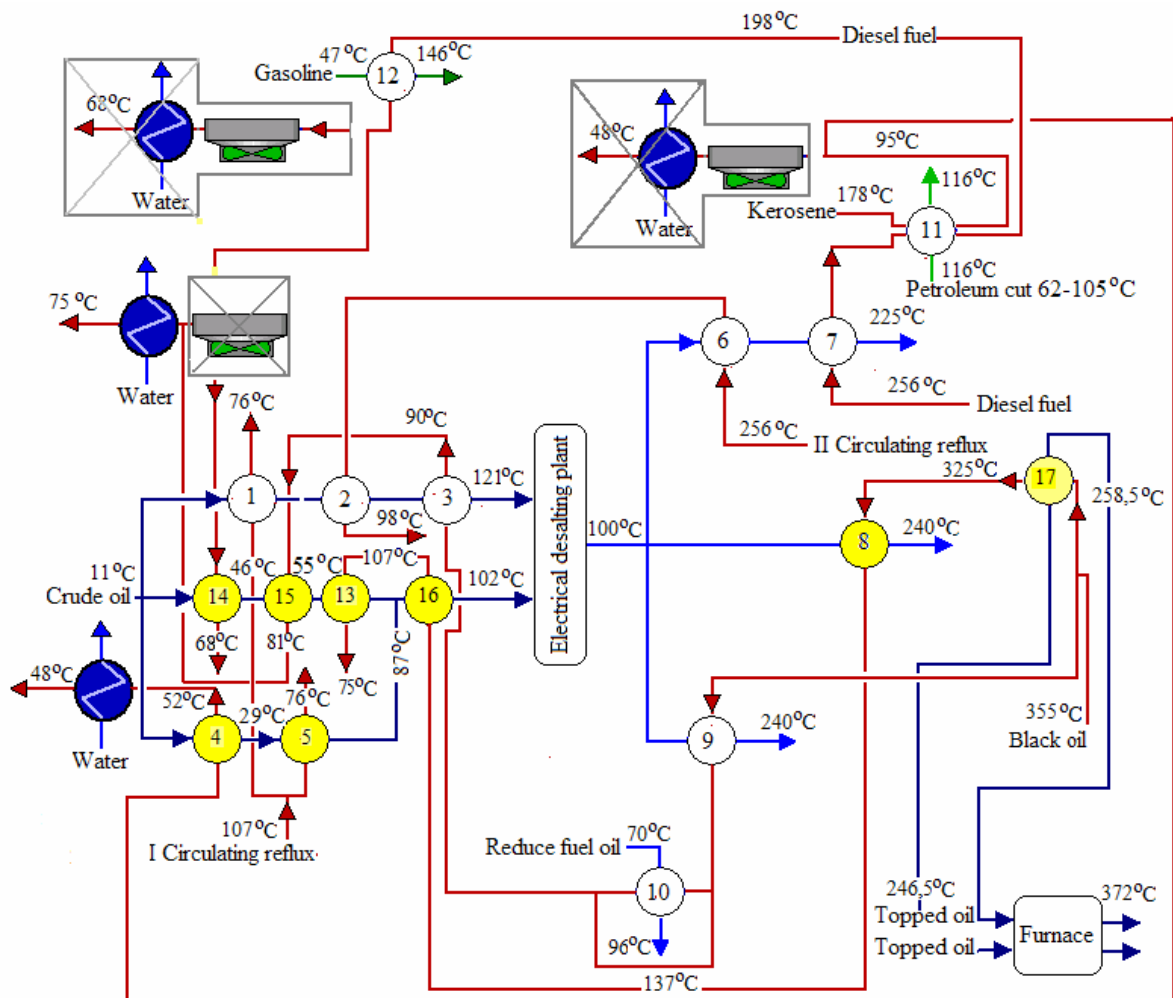 198°C
Diesel fuel
47°C
146°C
Gasoline
12
68°C
Water
48°C
Water
95°C
178°C
116°C
Kerosene
11
116°C
Petroleum cut 62-105°C
75°C
Water
6
7
225°C
256°C
Diesel fuel
256°C
II Circulating reflux
76°C
90°C
1
2
3
121°C
98°C
Electrical desalting plant
100°C
325°C
17
258,5°C
8
240°C
11°C
Crude oil
46°C
55°C
107°C
14
15
13
16
102°C
68°C
81°C
75°C
87°C
48°C
52°C
29°C
76°C
4
5
Water
9
240°C
355°C
Black oil
107°C
I Circulating reflux
Reduce fuel oil
70°C
10
96°C
137°C
246,5°C
Topped oil
Topped oil
Furnace
372°C